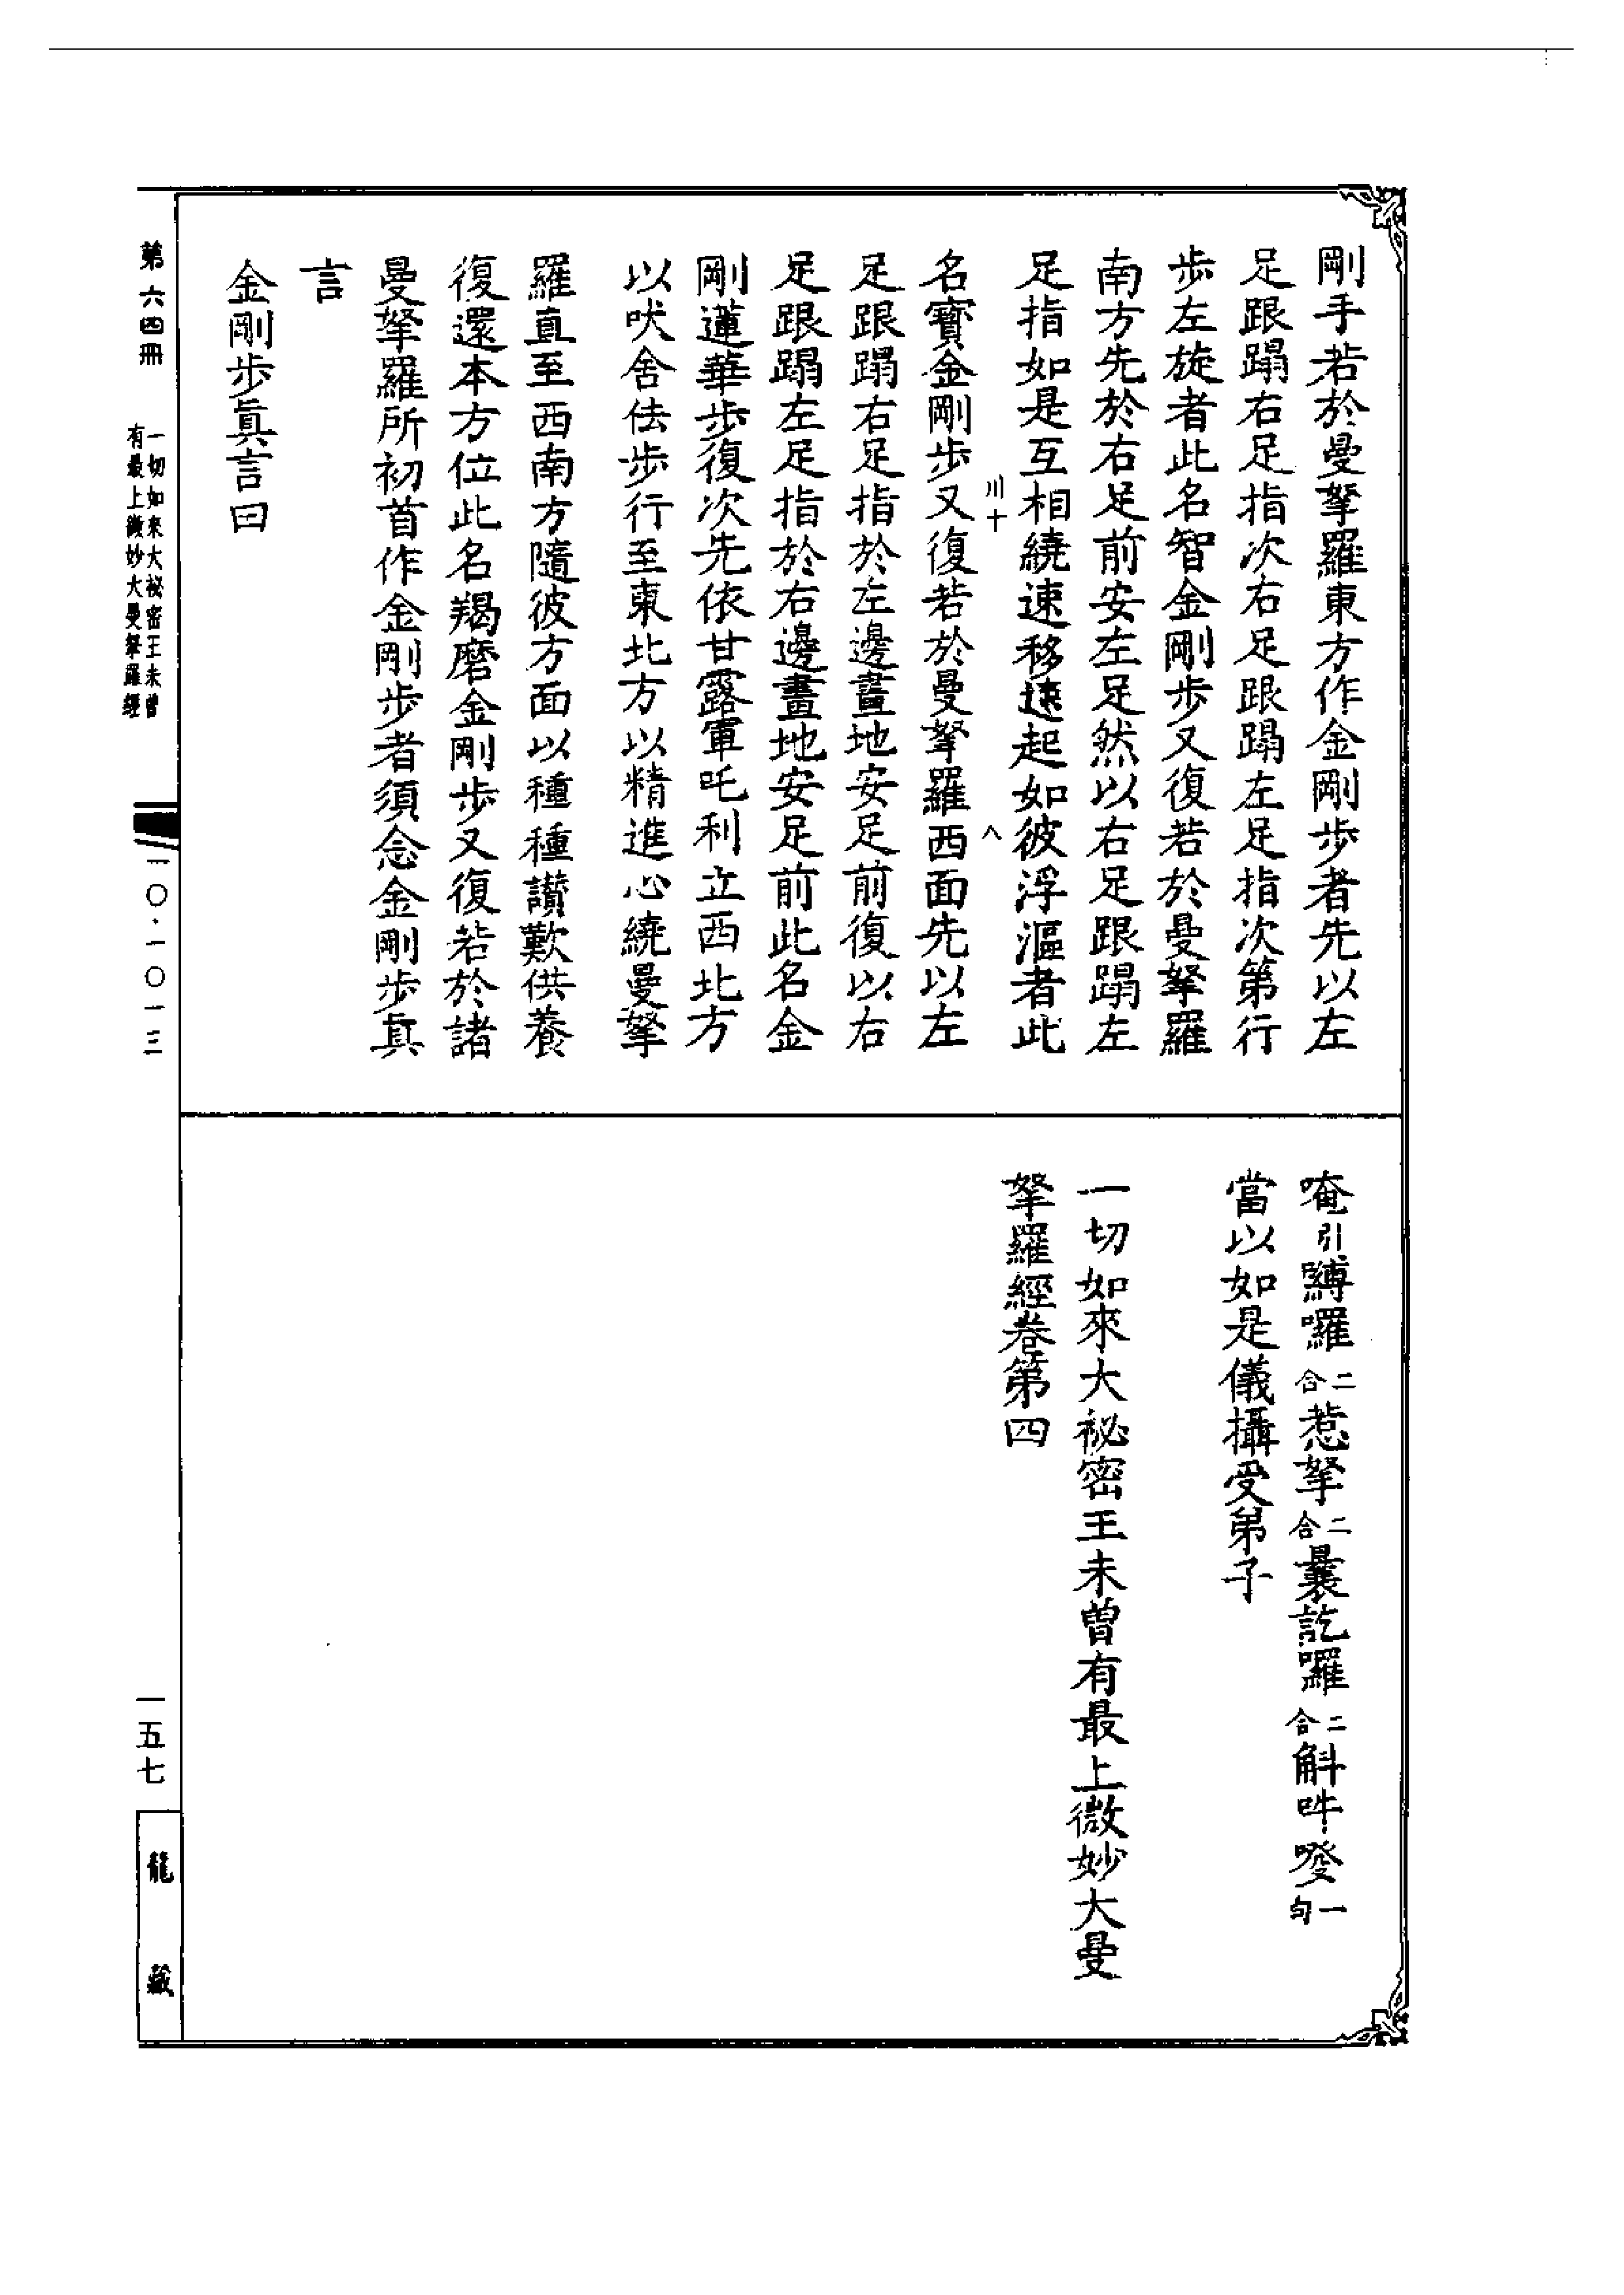 剛手若於曼拏羅東方作金剛步者先以左
足跟蹋右足指次右足跟蹋左足指次第行
步左旋者此名智金剛步又復若於曼拏羅
南方先於右足前安左足然以右足跟蹋左
足指如是互相繞速移速起如彼浮漚者此
川十
八
名寶金剛步又復若於曼拏羅西面先以左
足跟蹋右足指於左邊畫地安足前復以右
足跟蹋左足指於右邊畫地安足前此名金
剛蓮華步復次先依甘露軍吒利立西北方
以吠舍佉步行至東北方以精進心繞曼拏
羅直至西南方隨彼方面以種種讚歎供養
復還本方位此名羯磨金剛步又復若於諸
曼拏羅所初首作金剛步者須念金剛步真
言
金剛步眞言曰
唵引嚩囉二合惹拏二合曩訖囉二合斛吽癹一句
當以如是儀攝受弟子
一切如來大祕密王未曾有最上微妙大曼
拏羅經卷第四
第六四冊
一切如來大祕密王未曾
有最上微妙大曼拏羅經
一〇·一〇一三
一五七
龍藏